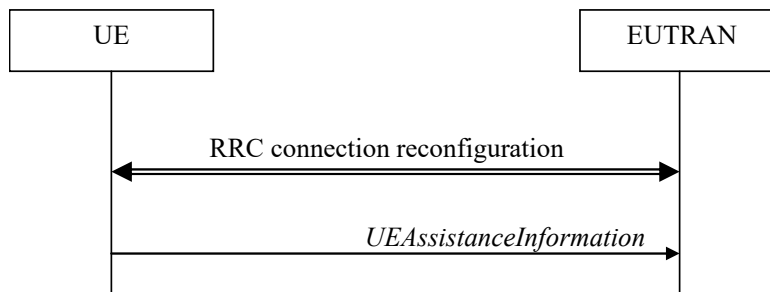 UE
EUTRAN
RRC connection reconfiguration
UEAssistanceInformation